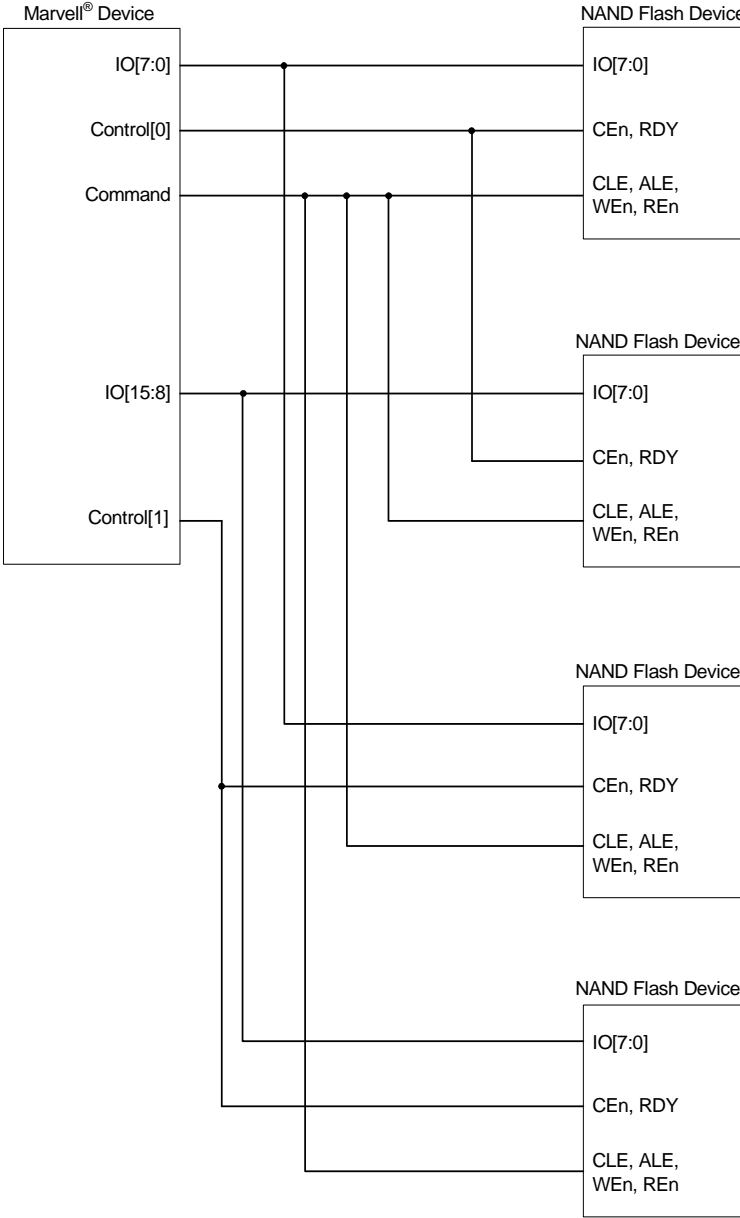 Marvell® Device
IO[7:0]
Control[0]
Command
IO[15:8]
Control[1]
NAND Flash Device
IO[7:0]
CEn, RDY
CLE, ALE,
WEn, REn
NAND Flash Device
IO[7:0]
CEn, RDY
CLE, ALE,
WEn, REn
NAND Flash Device
IO[7:0]
CEn, RDY
CLE, ALE,
WEn, REn
NAND Flash Device
IO[7:0]
CEn, RDY
CLE, ALE,
WEn, REn